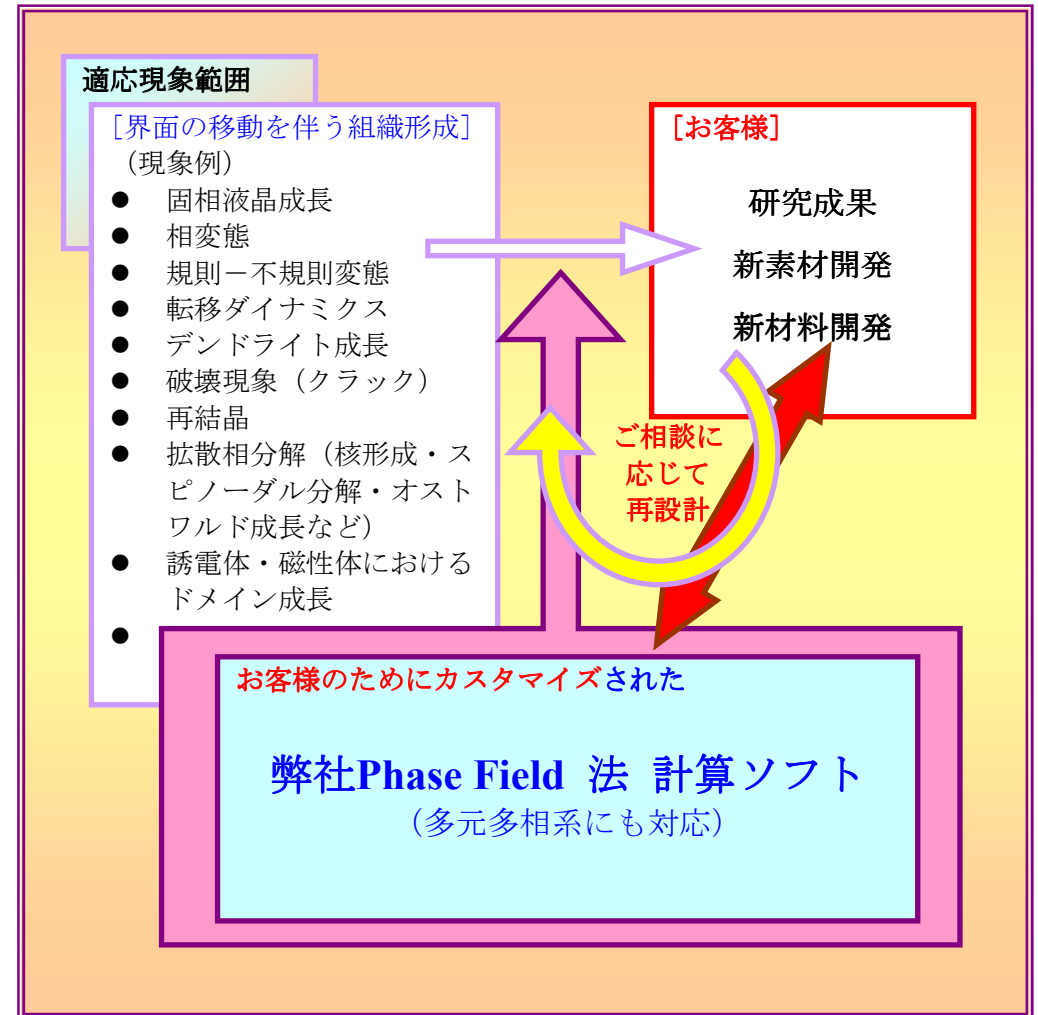 適応現象範囲
［界面の移動を伴う組織形成］
（現象例）
● 固相液晶成長
● 相変態
● 規則－不規則変態
● 転移ダイナミクス
● デンドライト成長
● 破壊現象（クラック）
● 再結晶
● 拡散相分解（核形成・ス
ピノーダル分解・オスト
ワルド成長など）
● 誘電体・磁性体における
ドメイン成長
●
［お客様］
研究成果
新素材開発
新材料開発
ご相談に
応じて
再設計
お客様のためにカスタマイズされた
弊社Phase Field 法 計算ソフト
（多元多相系にも対応）